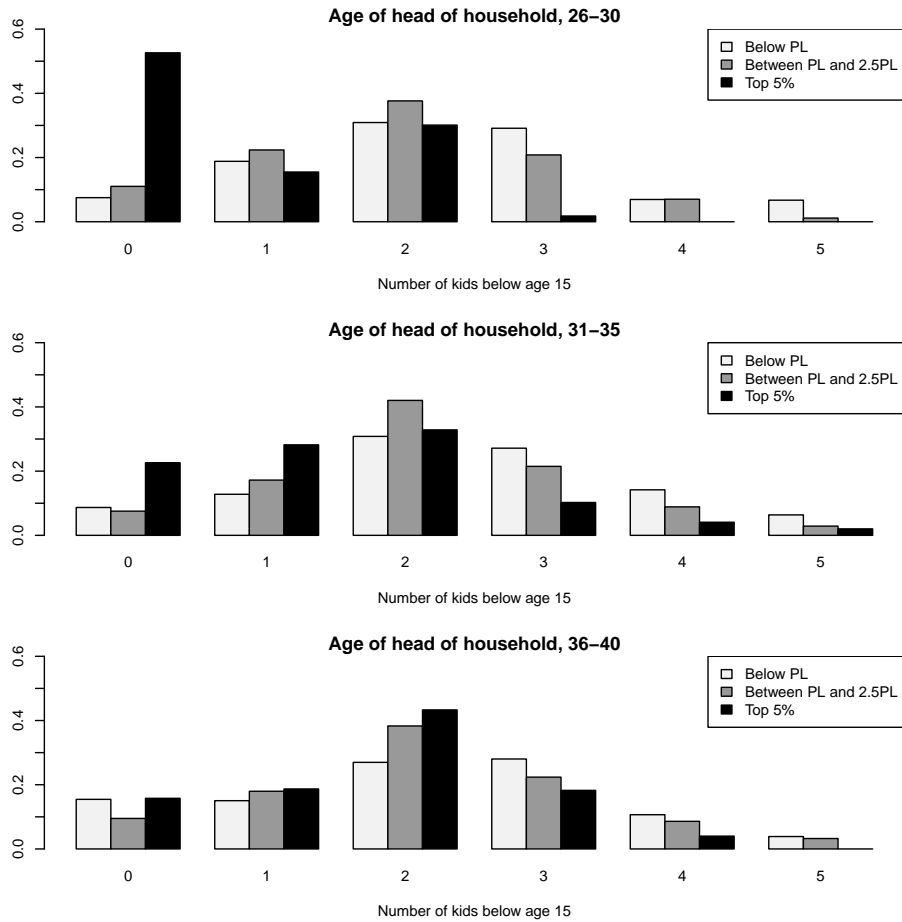 Age of head of household, 26−30
0.0 0.2 0.4 0.6
Below PL
Between PL and 2.5PL
Top 5%
0 1 2 3 4 5
Number of kids below age 15
Age of head of household, 31−35
0.0 0.2 0.4 0.6
Below PL
Between PL and 2.5PL
Top 5%
0 1 2 3 4 5
Number of kids below age 15
Age of head of household, 36−40
0.0 0.2 0.4 0.6
Below PL
Between PL and 2.5PL
Top 5%
0 1 2 3 4 5
Number of kids below age 15